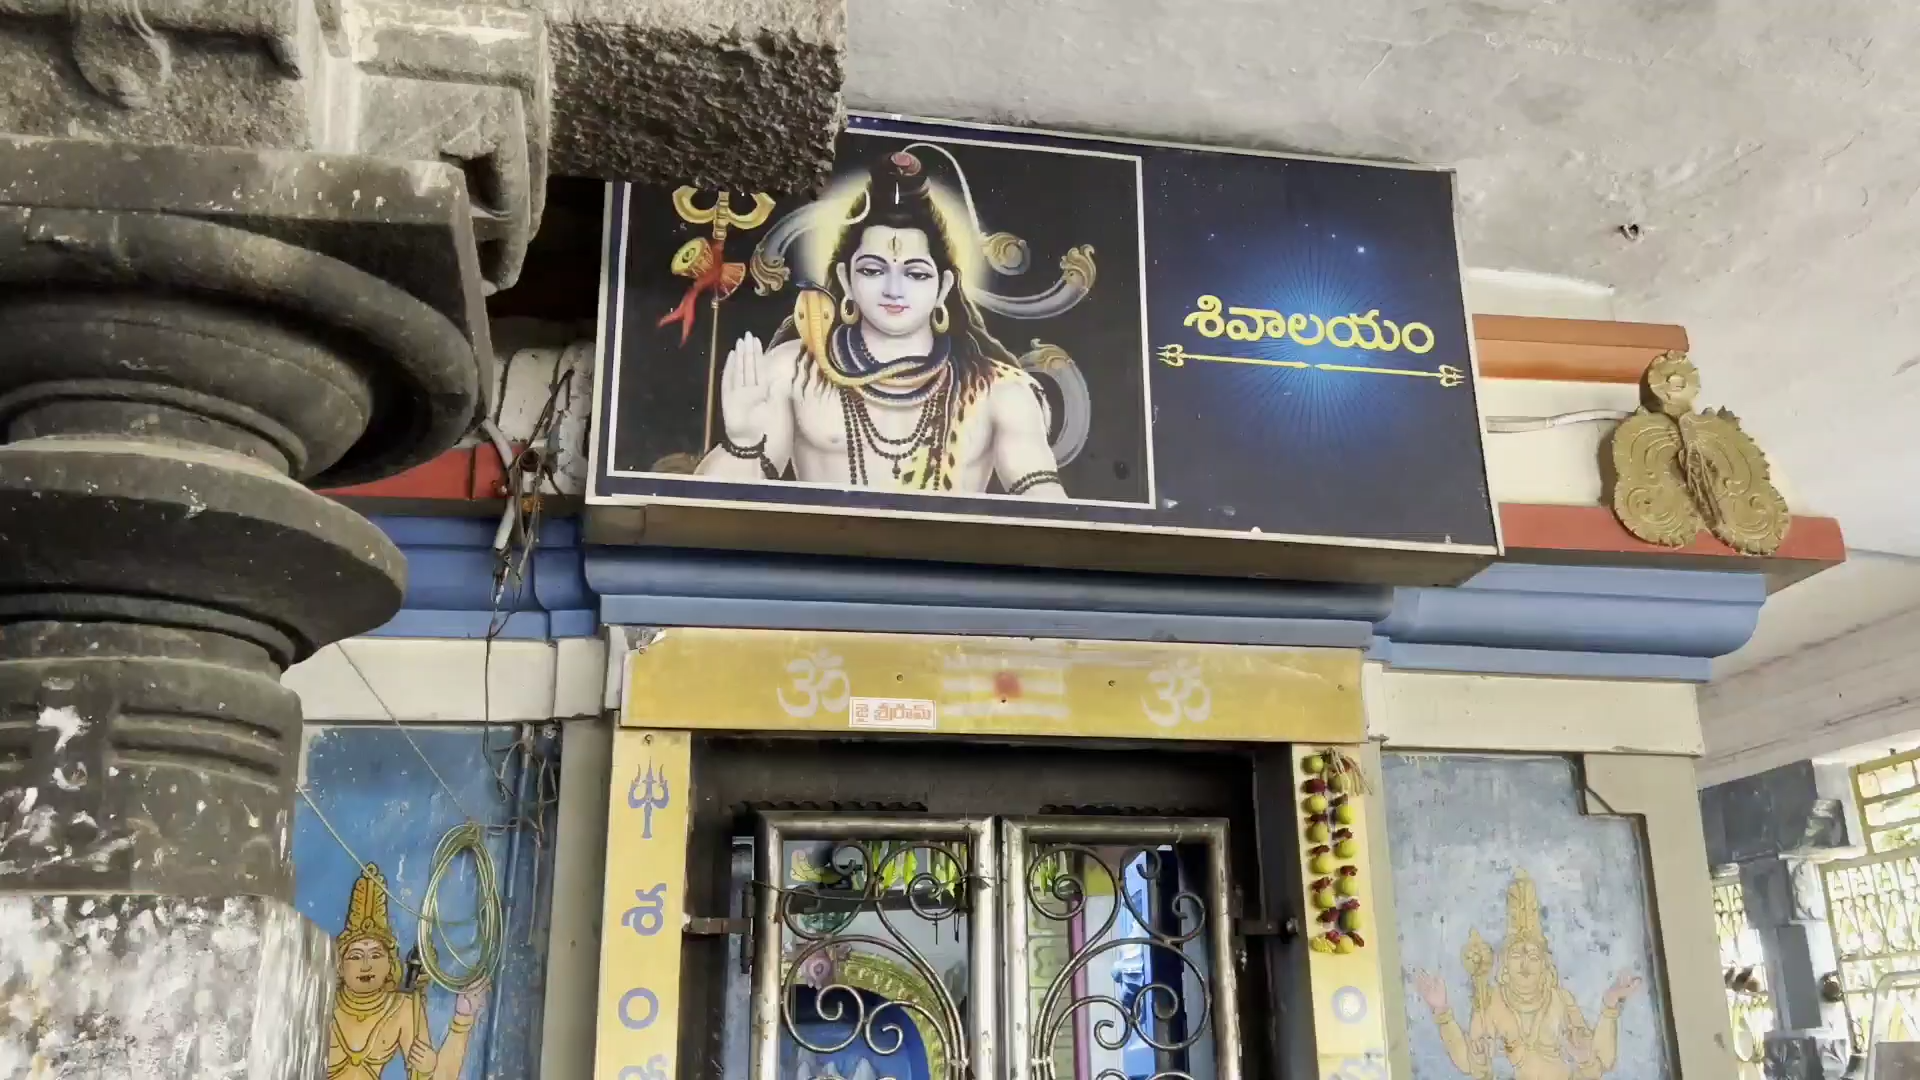 శివాలయం
ॐ ॐ
జై శ్రీరామ్